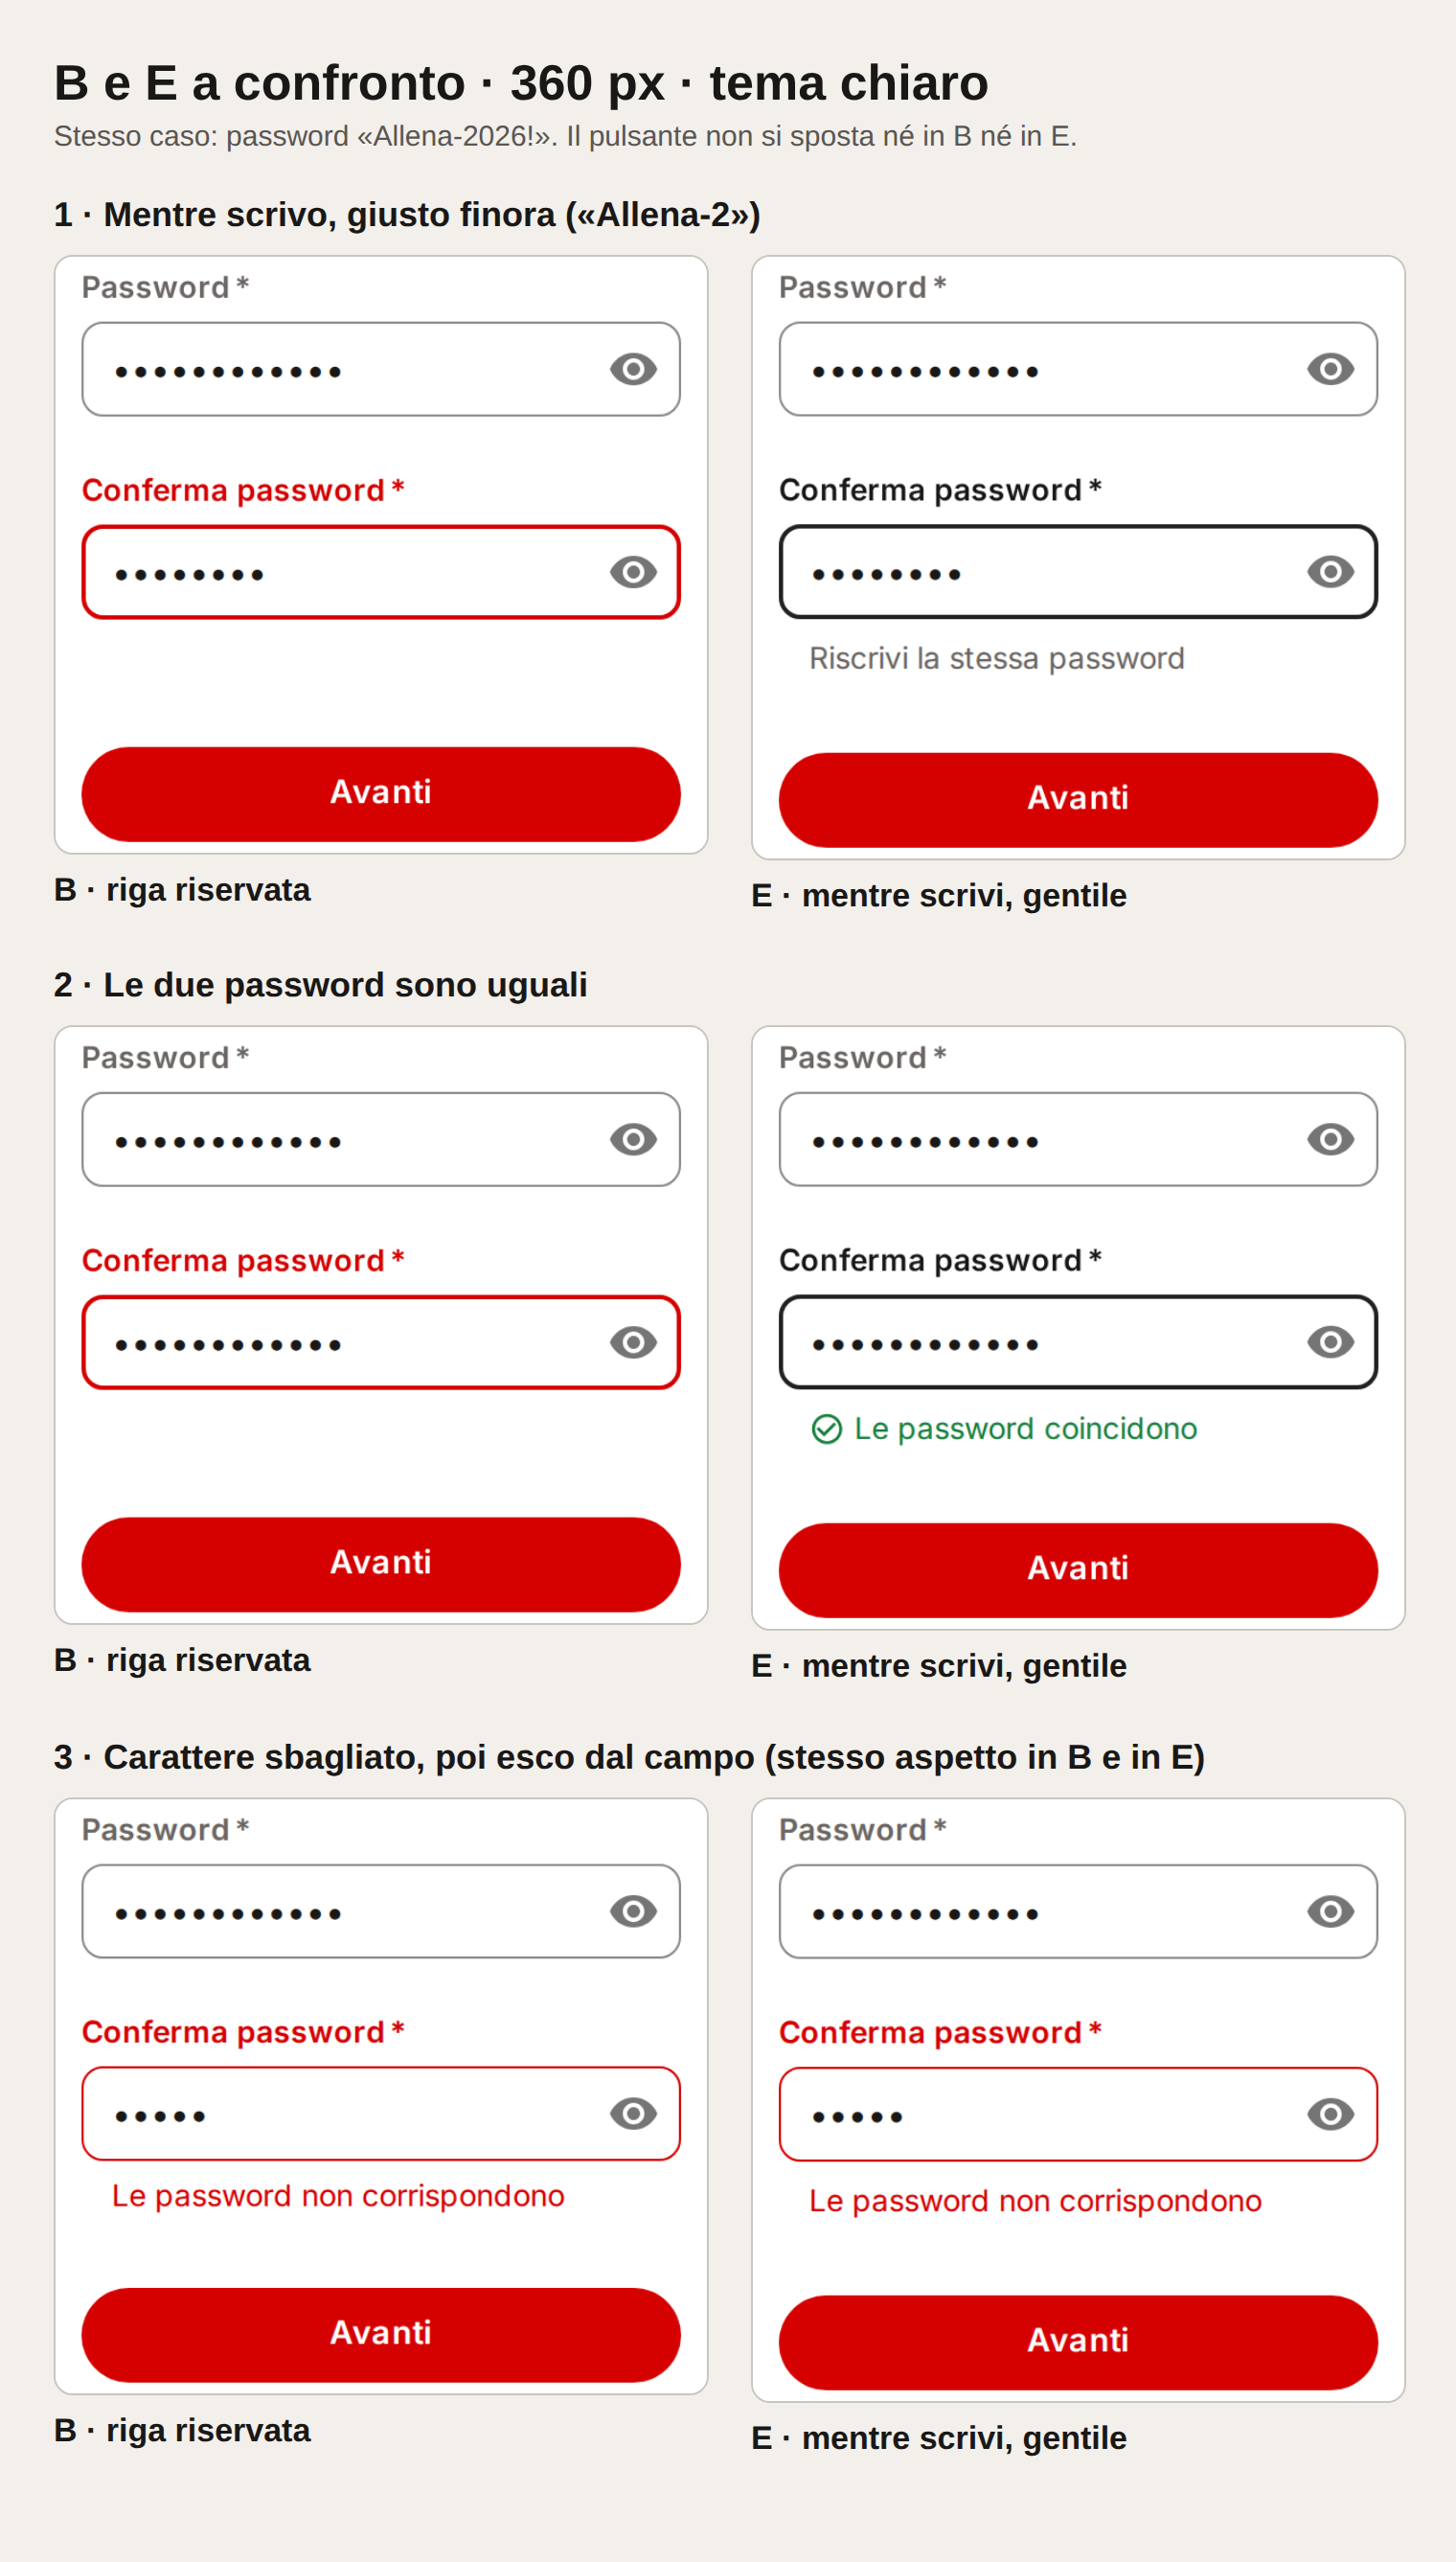 B e E a confronto · 360 px · tema chiaro
Stesso caso: password «Allena-2026!». Il pulsante non si sposta né in B né in E.
1 · Mentre scrivo, giusto finora («Allena-2»)
Password *
••••••••••••
Conferma password *
••••••••
Avanti
B · riga riservata
Password *
••••••••••••
Conferma password *
••••••••
Riscrivi la stessa password
Avanti
E · mentre scrivi, gentile
2 · Le due password sono uguali
Password *
••••••••••••
Conferma password *
••••••••••••
Avanti
B · riga riservata
Password *
••••••••••••
Conferma password *
••••••••••••
Le password coincidono
Avanti
E · mentre scrivi, gentile
3 · Carattere sbagliato, poi esco dal campo (stesso aspetto in B e in E)
Password *
••••••••••••
Conferma password *
•••••
Le password non corrispondono
Avanti
B · riga riservata
Password *
••••••••••••
Conferma password *
•••••
Le password non corrispondono
Avanti
E · mentre scrivi, gentile